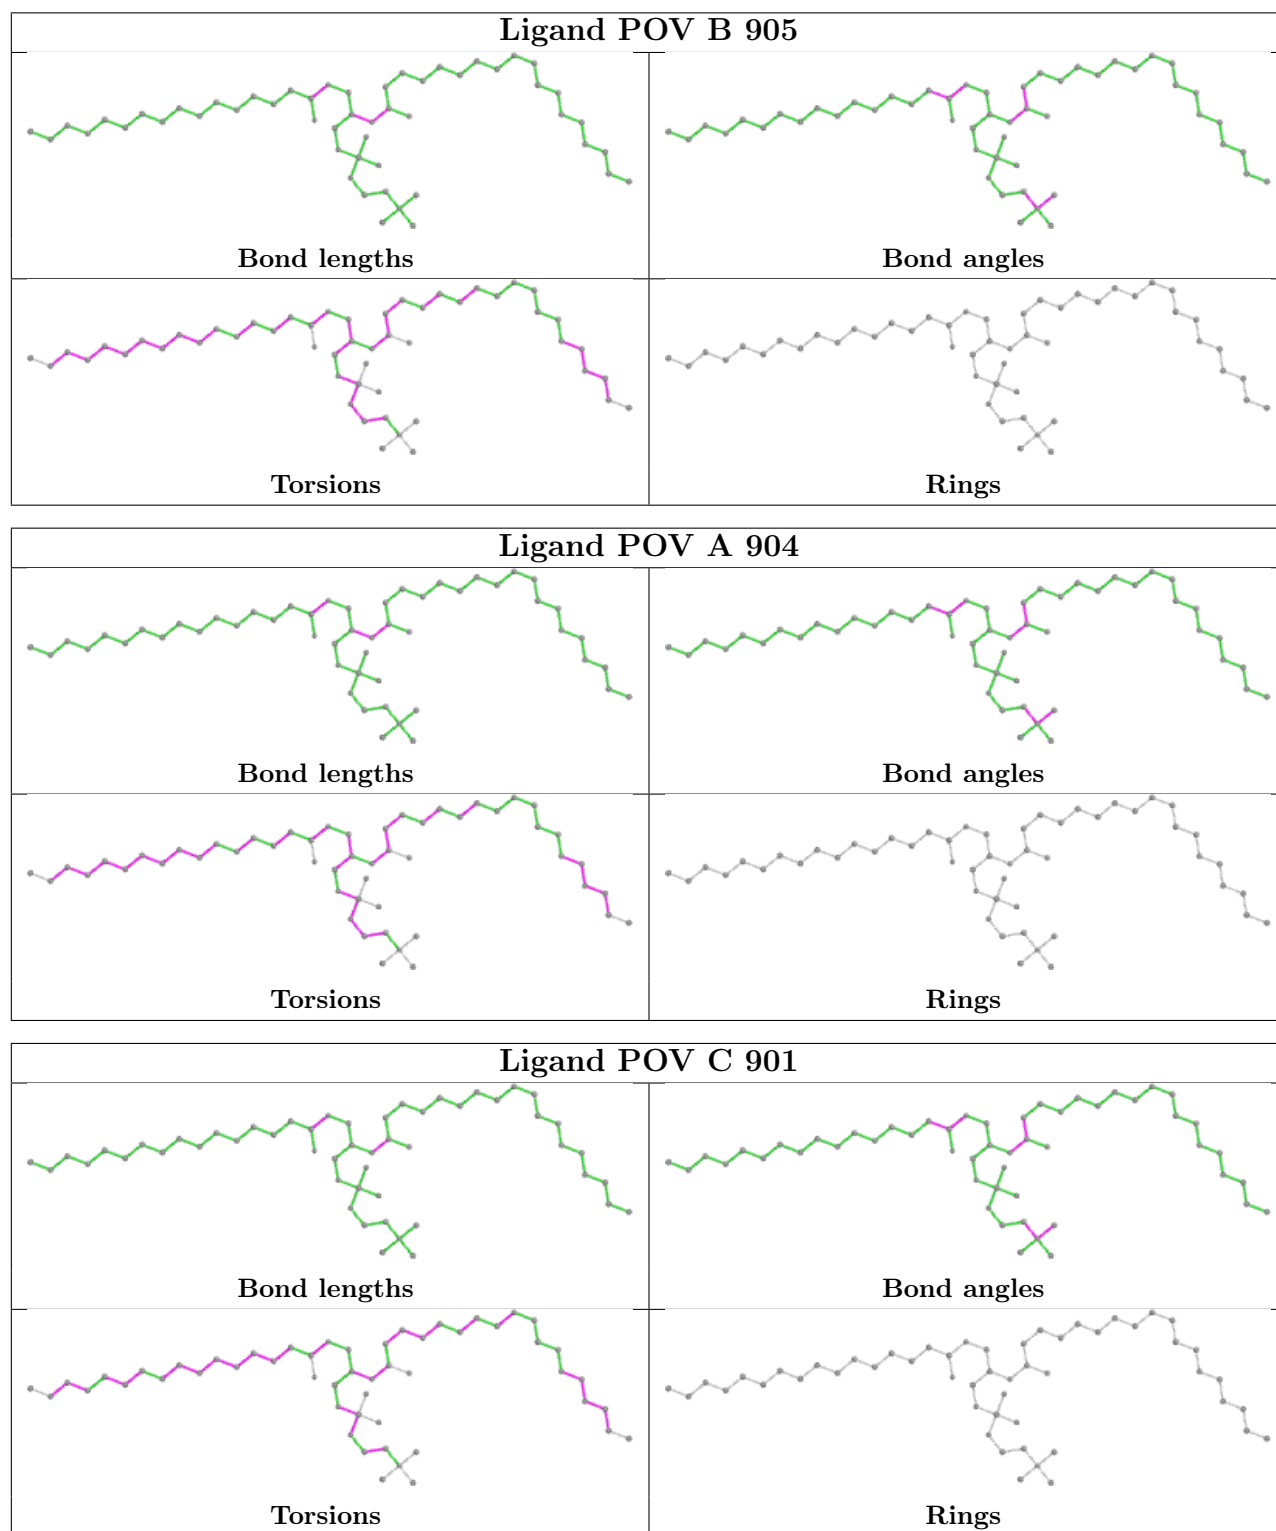 Ligand POV B 905
Bond lengths
Bond angles
Torsions
Rings
Ligand POV A 904
Bond lengths
Bond angles
Torsions
Rings
Ligand POV C 901
Bond lengths
Bond angles
Torsions
Rings